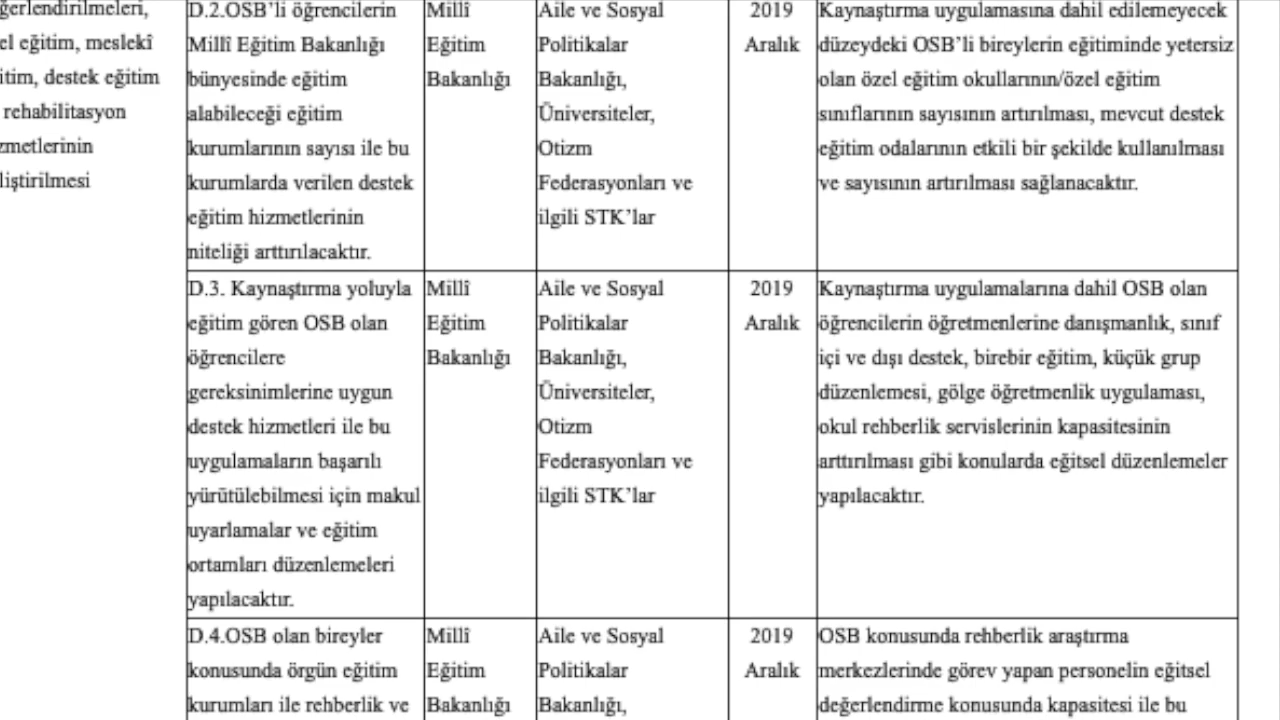 ğerlendirilmeleri,
el eğitim, meslekî
itim, destek eğitim
rehabilitasyon
zmetlerinin
liştirilmesi
D.2.OSB'li öğrencilerin
Millî Eğitim Bakanlığı
bünyesinde eğitim
alabileceği eğitim
kurumlarının sayısı ile bu
kurumlarda verilen destek
eğitim hizmetlerinin
niteliği arttırılacaktır.
Millî
Eğitim
Bakanlığı
Aile ve Sosyal
Politikalar
Bakanlığı,
Üniversiteler,
Otizm
Federasyonları ve
ilgili STK'lar
2019
Aralık
Kaynaştırma uygulamasına dahil edilemeyecek
düzeydeki OSB'li bireylerin eğitiminde yetersiz
olan özel eğitim okullarının/özel eğitim
sınıflarının sayısının artırılması, mevcut destek
eğitim odalarının etkili bir şekilde kullanılması
ve sayısının artırılması sağlanacaktır.
D.3. Kaynaştırma yoluyla
eğitim gören OSB olan
öğrencilere
gereksinimlerine uygun
destek hizmetleri ile bu
uygulamaların başarılı
yürütülebilmesi için makul
uyarlamalar ve eğitim
ortamları düzenlemeleri
yapılacaktır.
Millî
Eğitim
Bakanlığı
Aile ve Sosyal
Politikalar
Bakanlığı,
Üniversiteler,
Otizm
Federasyonları ve
ilgili STK'lar
2019
Aralık
Kaynaştırma uygulamalarına dahil OSB olan
öğrencilerin öğretmenlerine danışmanlık, sınıf
içi ve dışı destek, birebir eğitim, küçük grup
düzenlemesi, gölge öğretmenlik uygulaması,
okul rehberlik servislerinin kapasitesinin
arttırılması gibi konularda eğitsel düzenlemeler
yapılacaktır.
D.4.OSB olan bireyler
konusunda örgün eğitim
kurumları ile rehberlik ve
Millî
Eğitim
Bakanlığı
Aile ve Sosyal
Politikalar
Bakanlığı,
2019
Aralık
OSB konusunda rehberlik araştırma
merkezlerinde görev yapan personelin eğitsel
değerlendirme konusunda kapasitesi ile bu